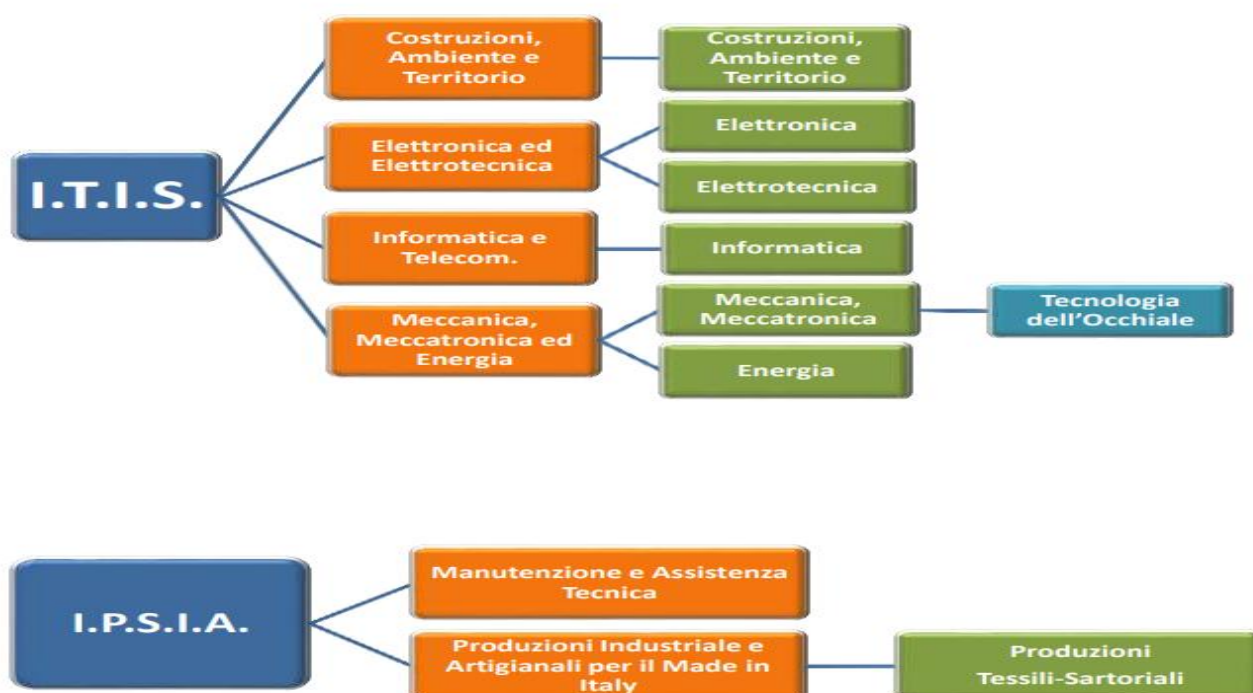 I.T.I.S.
Costruzioni,
Ambiente e
Territorio
Costruzioni,
Ambiente e
Territorio
Elettronica ed
Elettrotecnica
Elettronica
Elettrotecnica
Informatica e
Telecom.
Informatica
Meccanica,
Meccatronica ed
Energia
Meccanica,
Meccatronica
Tecnologia
dell'Occhiale
Energia
I.P.S.I.A.
Manutenzione e Assistenza
Tecnica
Produzioni Industriale e
Artigianali per il Made in
Italy
Produzioni
Tessili-Sartoriali